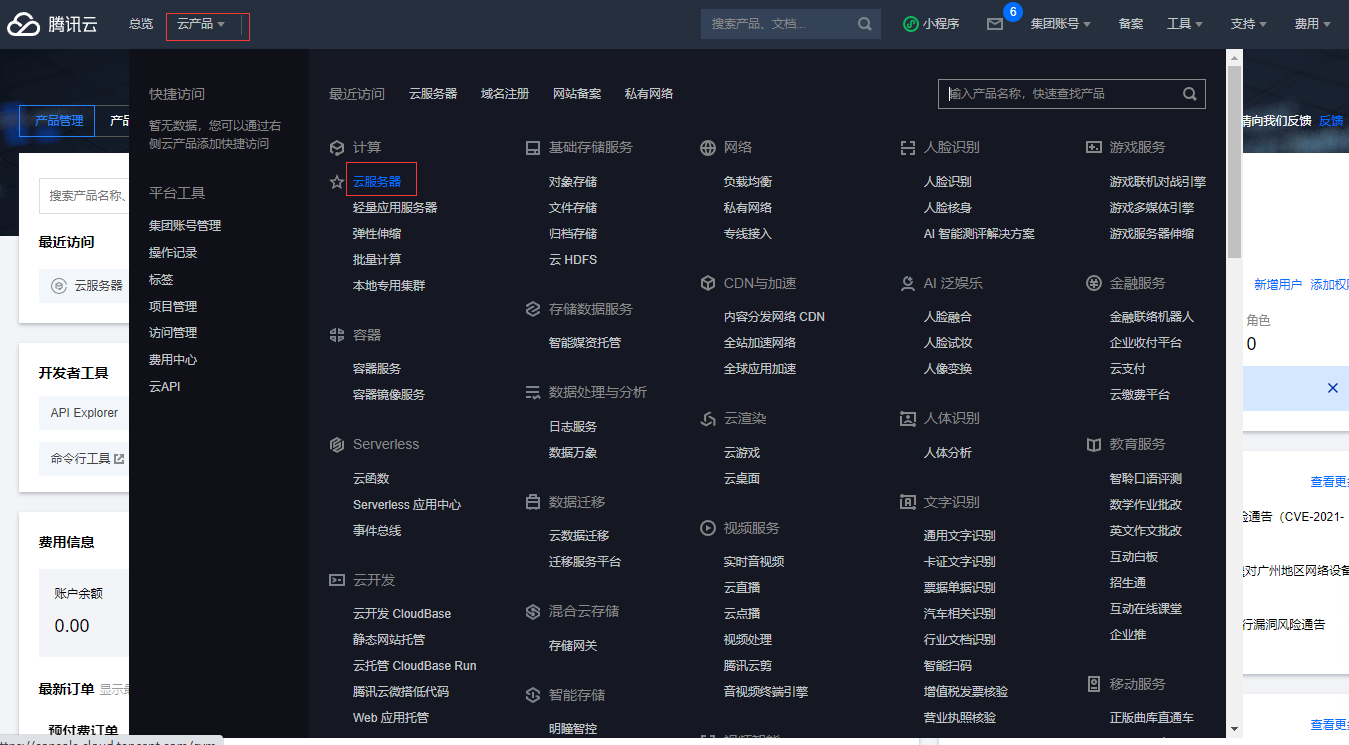 腾讯云
总览
云产品
搜索产品、文档...
小程序
6
集团账号
备案
工具
支持
费用
产品管理
产品
搜索产品名称、
最近访问
云服务器
开发者工具
API Explorer
命令行工具
费用信息
账户余额
0.00
最新订单
预付费订单
快捷访问
暂无数据，您可以通过右
侧云产品添加快捷访问
平台工具
集团账号管理
操作记录
标签
项目管理
访问管理
费用中心
云API
最近访问
云服务器
域名注册
网站备案
私有网络
输入产品名称，快速查找产品
计算
云服务器
轻量应用服务器
弹性伸缩
批量计算
本地专用集群
容器
容器服务
容器镜像服务
Serverless
云函数
Serverless 应用中心
事件总线
云开发
云开发 CloudBase
静态网站托管
云托管 CloudBase Run
腾讯云微搭低代码
Web 应用托管
基础存储服务
对象存储
文件存储
归档存储
云 HDFS
存储数据服务
智能媒资托管
数据处理与分析
日志服务
数据万象
数据迁移
云数据迁移
迁移服务平台
混合云存储
存储网关
智能存储
明瞳智控
网络
负载均衡
私有网络
专线接入
CDN与加速
内容分发网络 CDN
全站加速网络
全球应用加速
云渲染
云游戏
云桌面
视频服务
实时音视频
云直播
云点播
视频处理
腾讯云剪
音视频终端引擎
人脸识别
人脸识别
人脸核身
AI 智能测评解决方案
AI 泛娱乐
人脸融合
人脸试妆
人像变换
人体识别
人体分析
文字识别
通用文字识别
卡证文字识别
票据单据识别
汽车相关识别
行业文档识别
智能扫码
增值税发票核验
营业执照核验
游戏服务
游戏联机对战引擎
游戏多媒体引擎
游戏服务器伸缩
金融服务
金融联络机器人
企业收付平台
云支付
云缴费平台
教育服务
智聆口语评测
数学作业批改
英文作文批改
互动白板
招生通
互动在线课堂
企业推
移动服务
正版曲库直通车
请向我们反馈 反馈
新增用户 添加权
角色
0
查看更
通告（CVE-2021-
对广州地区网络设备
行漏洞风险通告
查看更